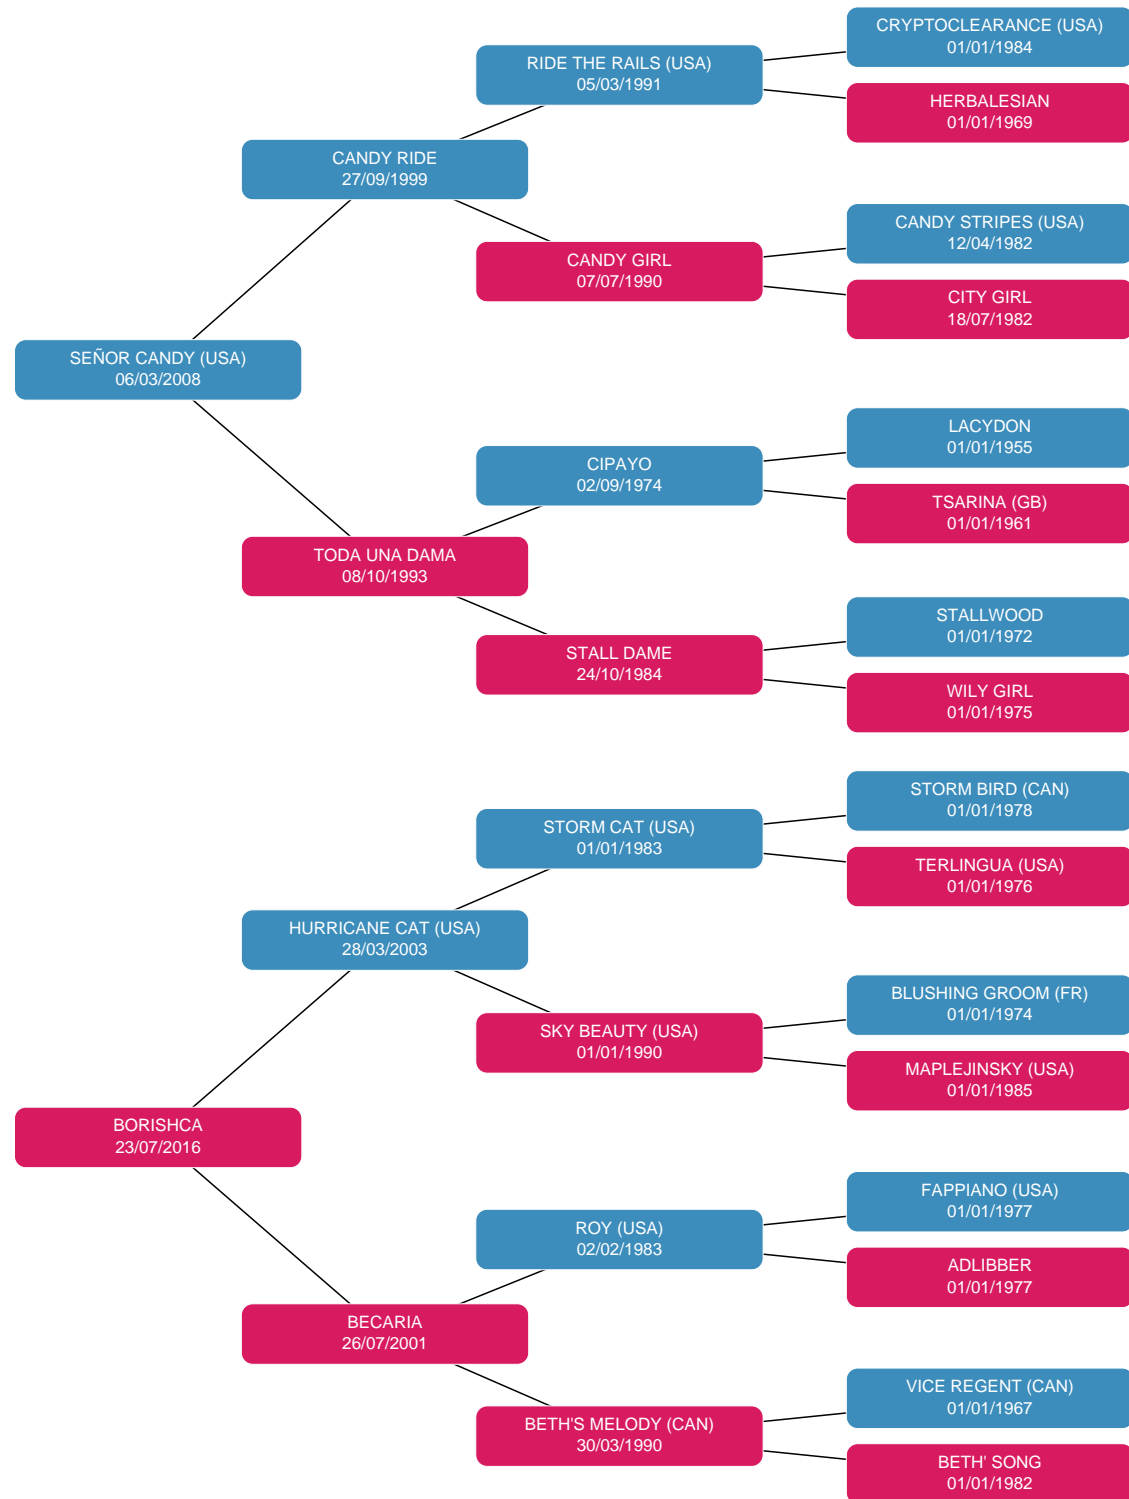 CRYPTOCLEARANCE (USA)
01/01/1984
RIDE THE RAILS (USA)
05/03/1991
HERBALESIAN
01/01/1969
CANDY RIDE
27/09/1999
CANDY STRIPES (USA)
12/04/1982
CANDY GIRL
07/07/1990
CITY GIRL
18/07/1982
SEÑOR CANDY (USA)
06/03/2008
LACYDON
01/01/1955
CIPAYO
02/09/1974
TSARINA (GB)
01/01/1961
TODA UNA DAMA
08/10/1993
STALLWOOD
01/01/1972
STALL DAME
24/10/1984
WILY GIRL
01/01/1975
STORM BIRD (CAN)
01/01/1978
STORM CAT (USA)
01/01/1983
TERLINGUA (USA)
01/01/1976
HURRICANE CAT (USA)
28/03/2003
BLUSHING GROOM (FR)
01/01/1974
SKY BEAUTY (USA)
01/01/1990
MAPLEJINSKY (USA)
01/01/1985
BORISHCA
23/07/2016
FAPPIANO (USA)
01/01/1977
ROY (USA)
02/02/1983
ADLIBBER
01/01/1977
BECARIA
26/07/2001
VICE REGENT (CAN)
01/01/1967
BETH'S MELODY (CAN)
30/03/1990
BETH' SONG
01/01/1982